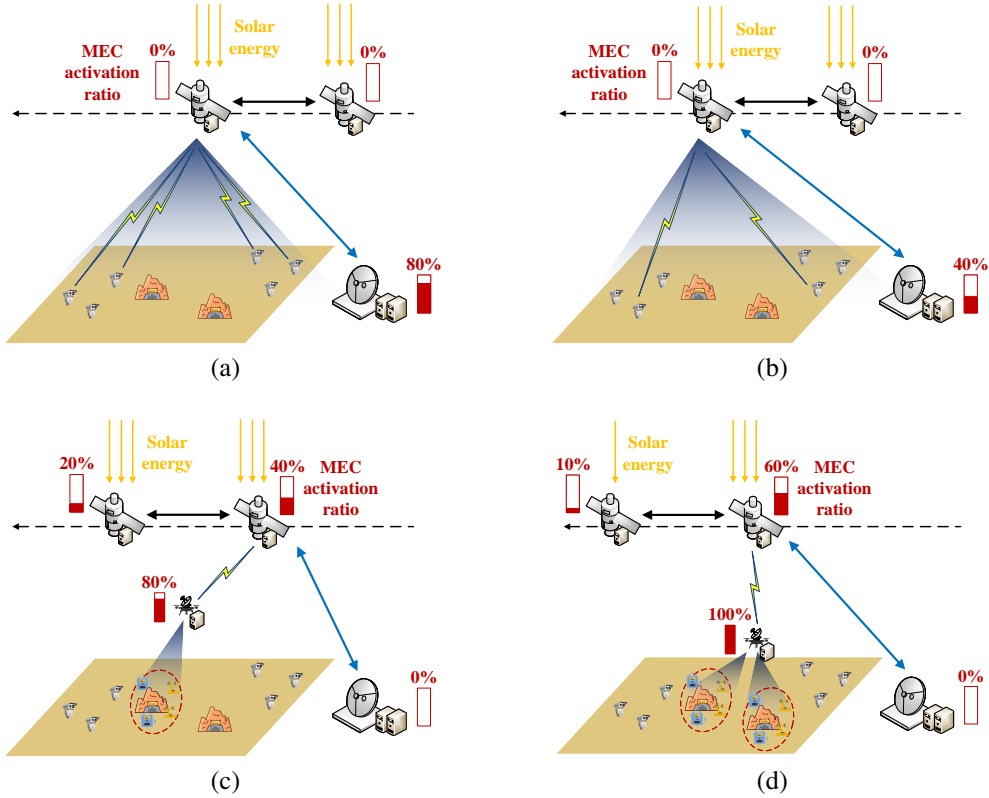 Solar
energy
0%
0%
MEC
activation
ratio
80%
(a)
Solar
energy
0%
0%
MEC
activation
ratio
40%
(b)
Solar
energy
20%
40%
MEC
activation
ratio
80%
0%
(c)
Solar
energy
10%
60%
MEC
activation
ratio
100%
0%
(d)